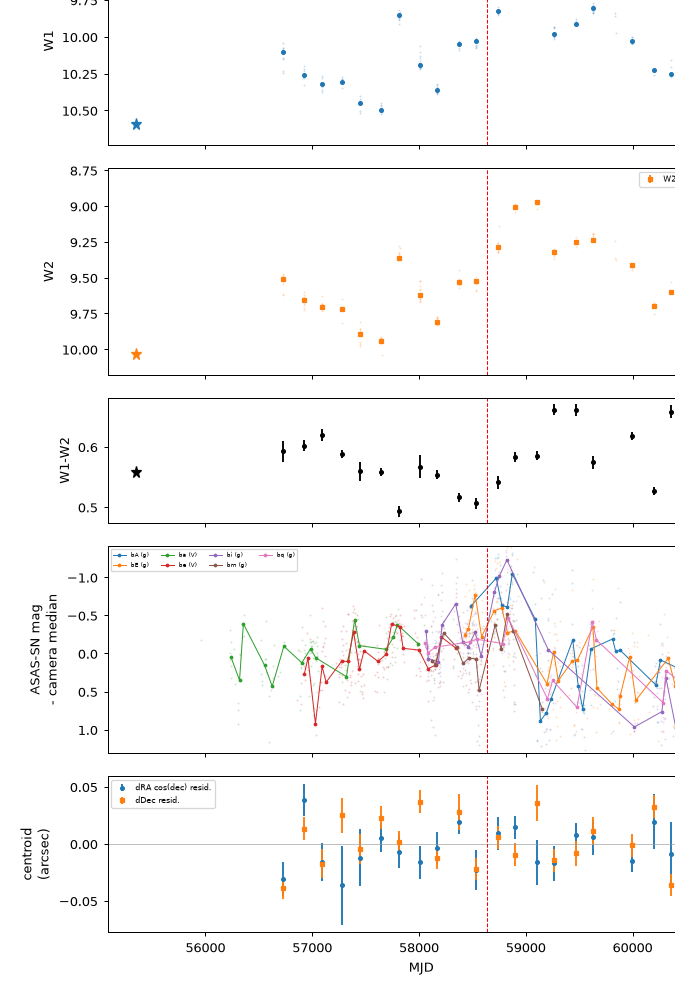 9.75
10.00
10.25
10.50
W1
8.75
9.00
9.25
9.50
9.75
10.00
W2
W2
0.6
0.5
W1-W2
bA (g)
ba (V)
bi (g)
bq (g)
bE (g)
be (V)
bm (g)
−1.0
−0.5
0.0
0.5
1.0
ASAS-SN mag
- camera median
dRA cos(dec) resid.
dDec resid.
0.05
0.00
−0.05
centroid
(arcsec)
56000
57000
58000
59000
60000
MJD